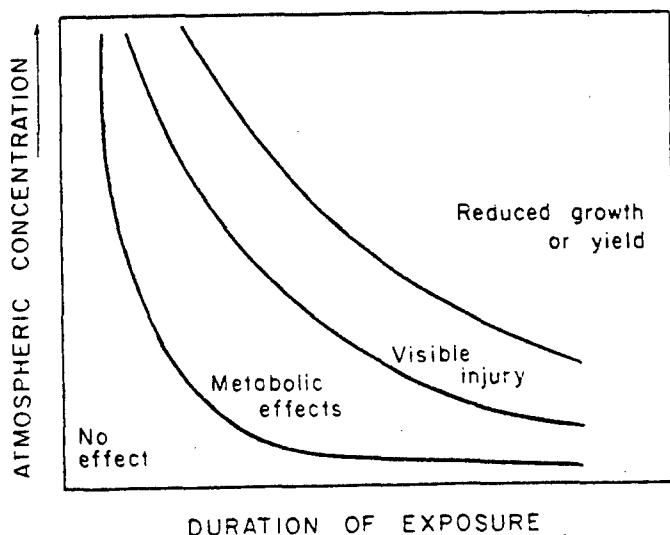 ATMOSPHERIC CONCENTRATION
Reduced growth
or yield
Visible
injury
Metabolic
effects
No
effect
DURATION OF EXPOSURE